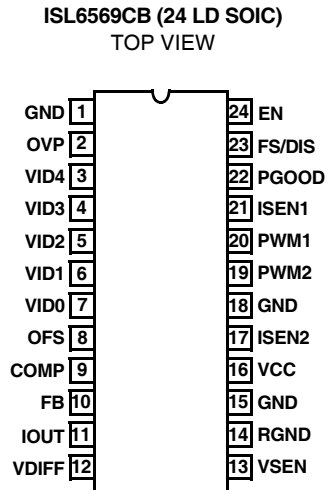 ISL6569CB (24 LD SOIC)
TOP VIEW
GND 1 24 EN
OVP 2 23 FS/DIS
VID4 3 22 PGOOD
VID3 4 21 ISEN1
VID2 5 20 PWM1
VID1 6 19 PWM2
VID0 7 18 GND
OFS 8 17 ISEN2
COMP 9 16 VCC
FB 10 15 GND
IOUT 11 14 RGND
VDIFF 12 13 VSEN